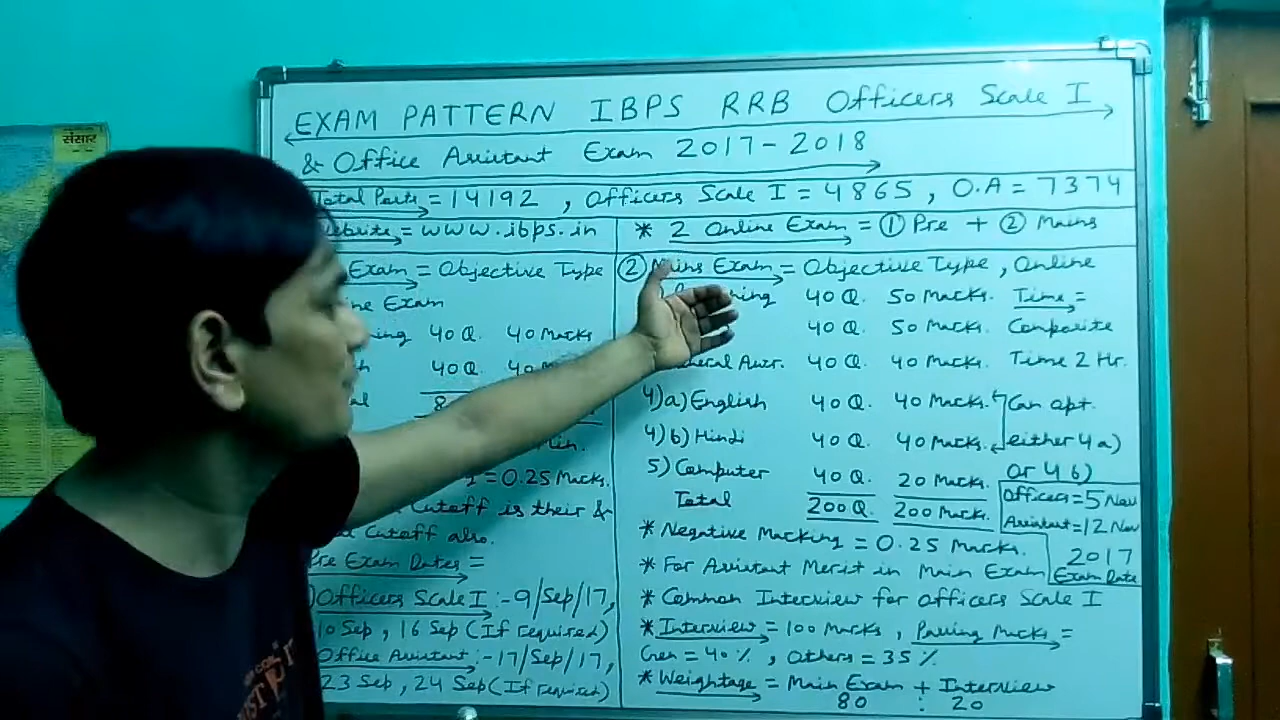 संसार
EXAM PATTERN IBPS RRB Officers Scale I
& Office Assistant Exam 2017-2018
Total Posts = 14192 , Officers Scale I = 4865 , O.A = 7374
Website = www.ibps.in
Exam = Objective Type
Exam
40 Q. 40 Marks
40 Q.
= 0.25 Marks.
Cutoff is their &
Cutoff also.
Pre Exam Dates =
Officers Scale I :- 9/Sep/17,
10 Sep, 16 Sep (If required)
Office Assistant :- 17/Sep/17,
23 Sep, 24 Sep (If required)
* 2 Online Exam = ① Pre + ② Mains
② Mains Exam = Objective Type, Online
40 Q. 50 Marks. Time =
40 Q. 50 Marks. Composite
40 Q. 40 Marks. Time 2 Hr.
4) a) English 40 Q. 40 Marks. Can opt.
4) b) Hindi 40 Q. 40 Marks. either 4 a)
or 4 b)
5) Computer 40 Q. 20 Marks.
Total 200 Q. 200 Marks.
Officers = 5 Nov
Assistant = 12 Nov
2017
Exam Date
* Negative Marking = 0.25 Marks.
* For Assistant Merit in Main Exam
* Common Interview for Officers Scale I
* Interview = 100 Marks, Passing Marks =
Gen = 40 %, Others = 35 %
* Weightage = Main Exam + Interview
80 : 20